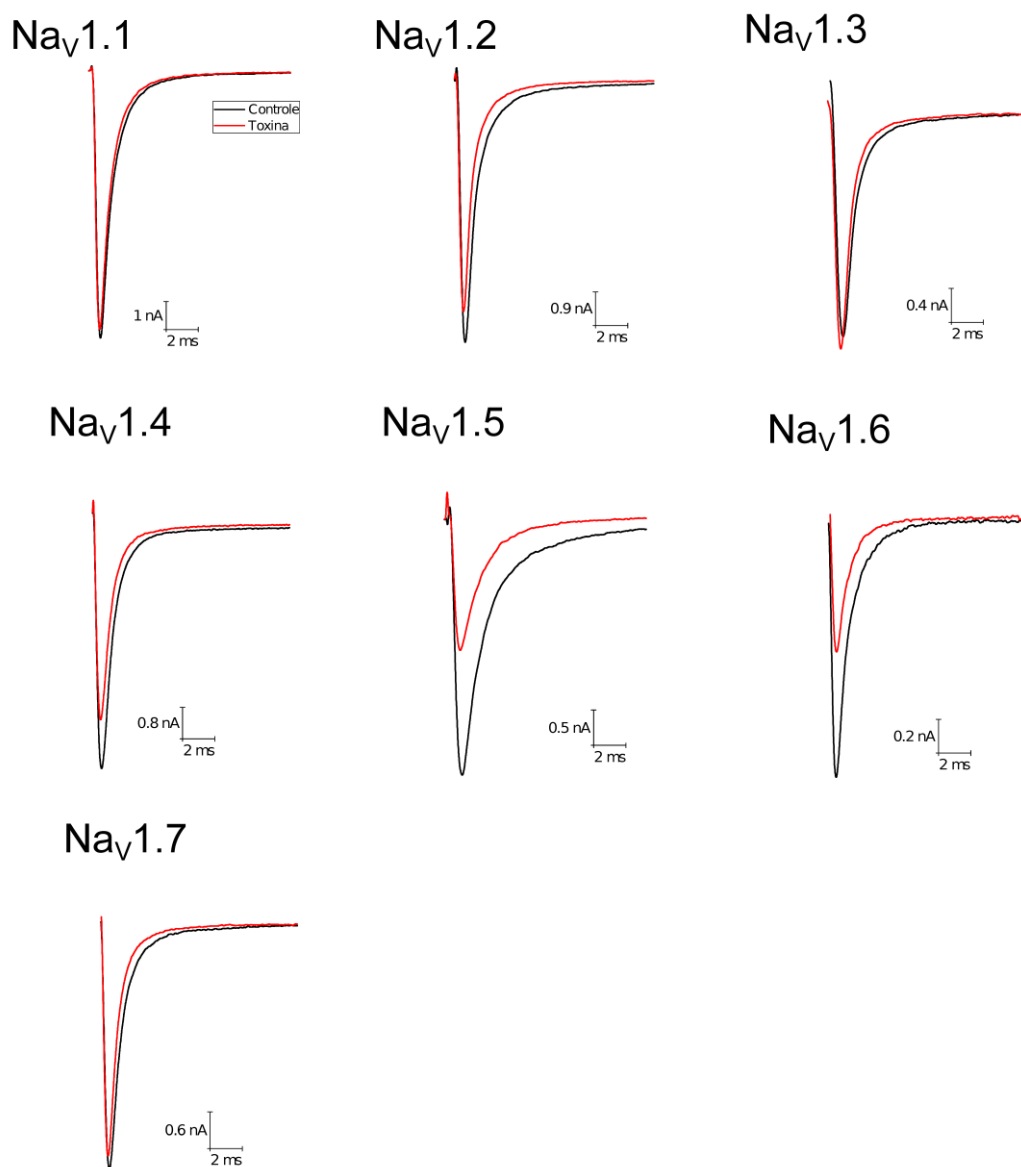 Nav1.1
Nav1.2
Nav1.3
Controle
Toxina
1 nA
2 ms
0.9 nA
2 ms
0.4 nA
2 ms
Nav1.4
Nav1.5
Nav1.6
0.8 nA
2 ms
0.5 nA
2 ms
0.2 nA
2 ms
Nav1.7
0.6 nA
2 ms